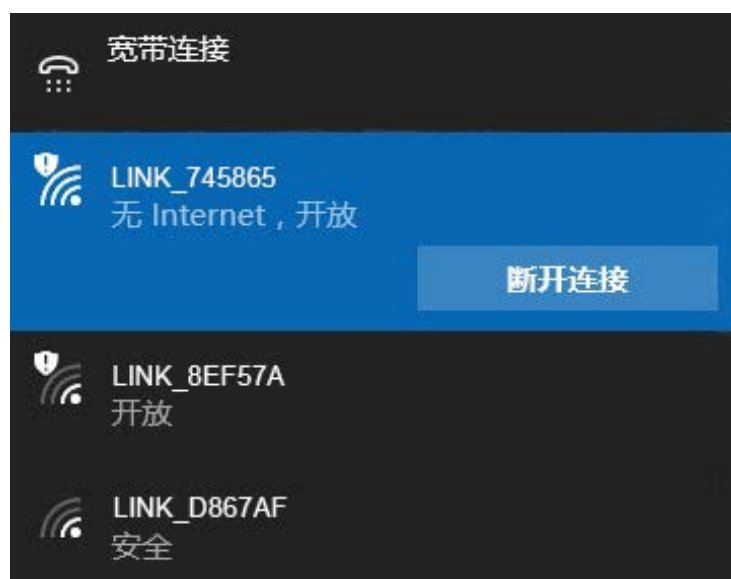 宽带连接
LINK_745865
无 Internet，开放
断开连接
LINK_8EF57A
开放
LINK_D867AF
安全